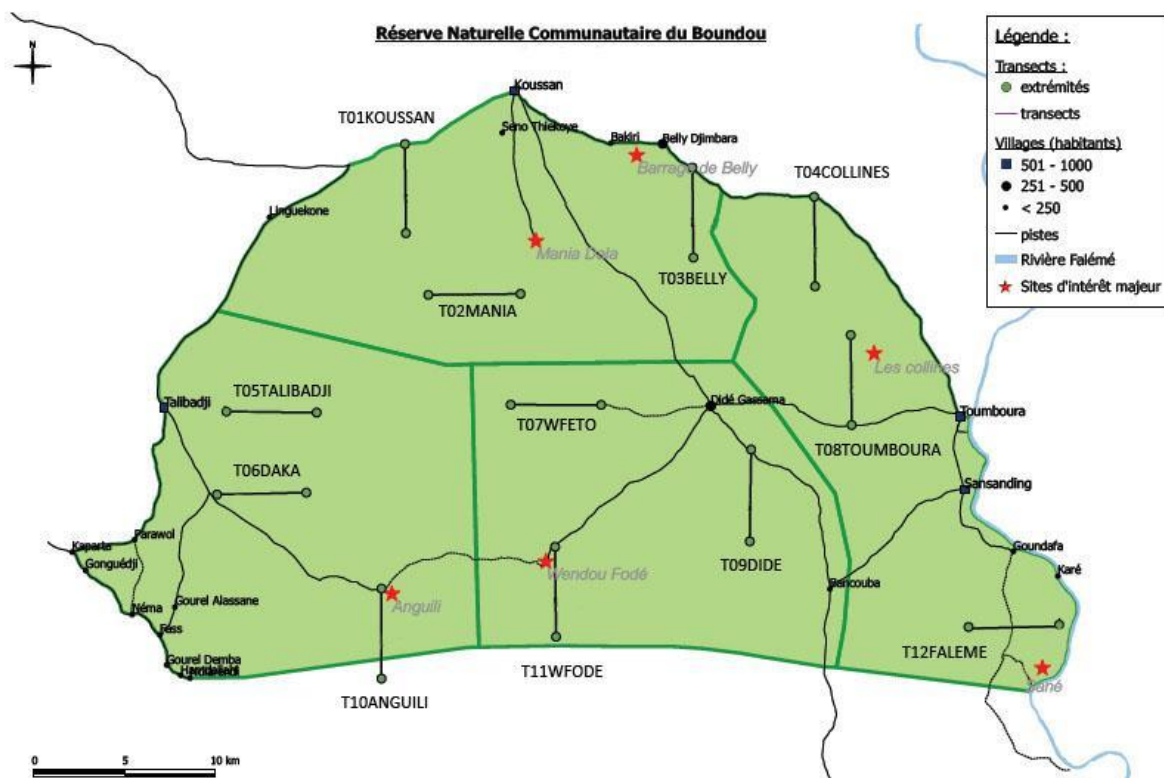 Réserve Naturelle Communautaire du Boundou
N
Légende :
Transects :
extrémités
transects
Villages (habitants)
501 - 1000
251 - 500
< 250
pistes
Rivière Falémé
Sites d'intérêt majeur
Koussan
T01KOUSSAN
Seno Thiekoye
Bakiri
Belly Djimbara
Barrage de Belly
T04COLLINES
Linguekone
Mania Dala
T03BELLY
T02MANIA
Les collines
T05TALIBADJI
Talibadji
Didé Gassama
Toumboura
T07WFETO
T08TOUMBOURA
T06DAKA
Sansanding
Parawol
Kaparta
Gonguédji
Goundafa
Wendou Fodé
T09DIDE
Karé
Bancouba
Anguili
Gourel Alassane
Néma
Fass
T12FALEME
Gourel Demba
T11WFODE
Sané
T10ANGUILI
0 5 10 km